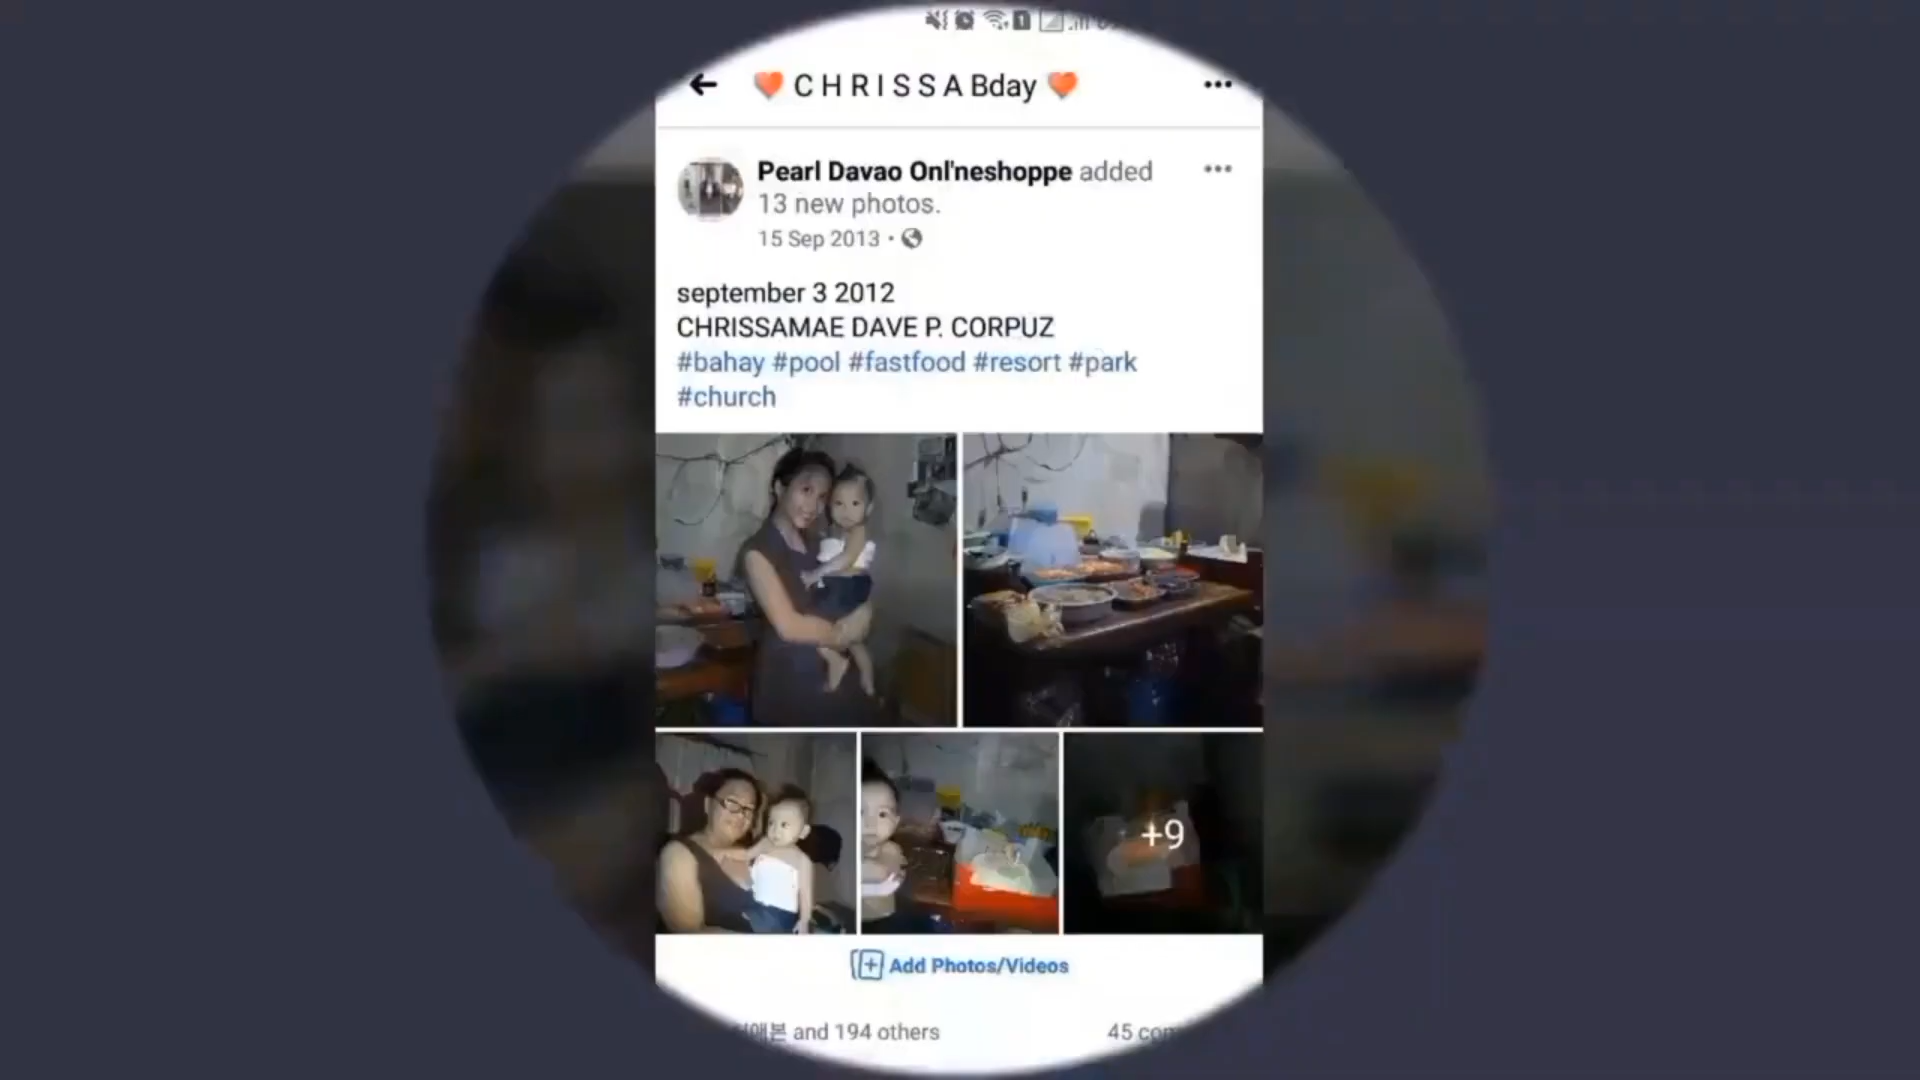 C H R I S S A Bday
Pearl Davao Onl'neshoppe added
13 new photos.
15 Sep 2013
september 3 2012
CHRISSAMAE DAVE P. CORPUZ
#bahay #pool #fastfood #resort #park
#church
+9
Add Photos/Videos
and 194 others
45